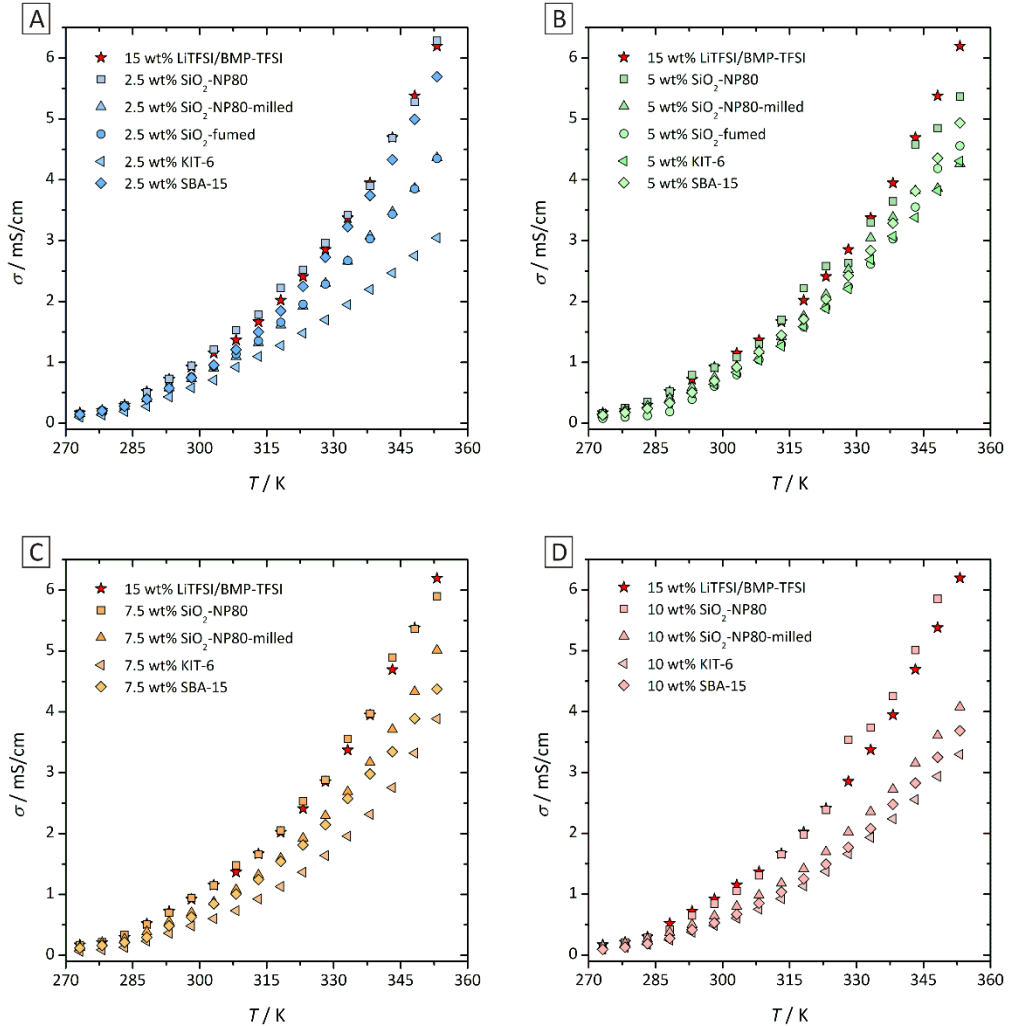 A
15 wt% LiTFSI/BMP-TFSI
2.5 wt% SiO2-NP80
2.5 wt% SiO2-NP80-milled
2.5 wt% SiO2-fumed
2.5 wt% KIT-6
2.5 wt% SBA-15
σ / mS/cm
6
5
4
3
2
1
0
270 285 300 315 330 345 360
T / K
B
15 wt% LiTFSI/BMP-TFSI
5 wt% SiO2-NP80
5 wt% SiO2-NP80-milled
5 wt% SiO2-fumed
5 wt% KIT-6
5 wt% SBA-15
σ / mS/cm
6
5
4
3
2
1
0
270 285 300 315 330 345 360
T / K
C
15 wt% LiTFSI/BMP-TFSI
7.5 wt% SiO2-NP80
7.5 wt% SiO2-NP80-milled
7.5 wt% KIT-6
7.5 wt% SBA-15
σ / mS/cm
6
5
4
3
2
1
0
270 285 300 315 330 345 360
T / K
D
15 wt% LiTFSI/BMP-TFSI
10 wt% SiO2-NP80
10 wt% SiO2-NP80-milled
10 wt% KIT-6
10 wt% SBA-15
σ / mS/cm
6
5
4
3
2
1
0
270 285 300 315 330 345 360
T / K